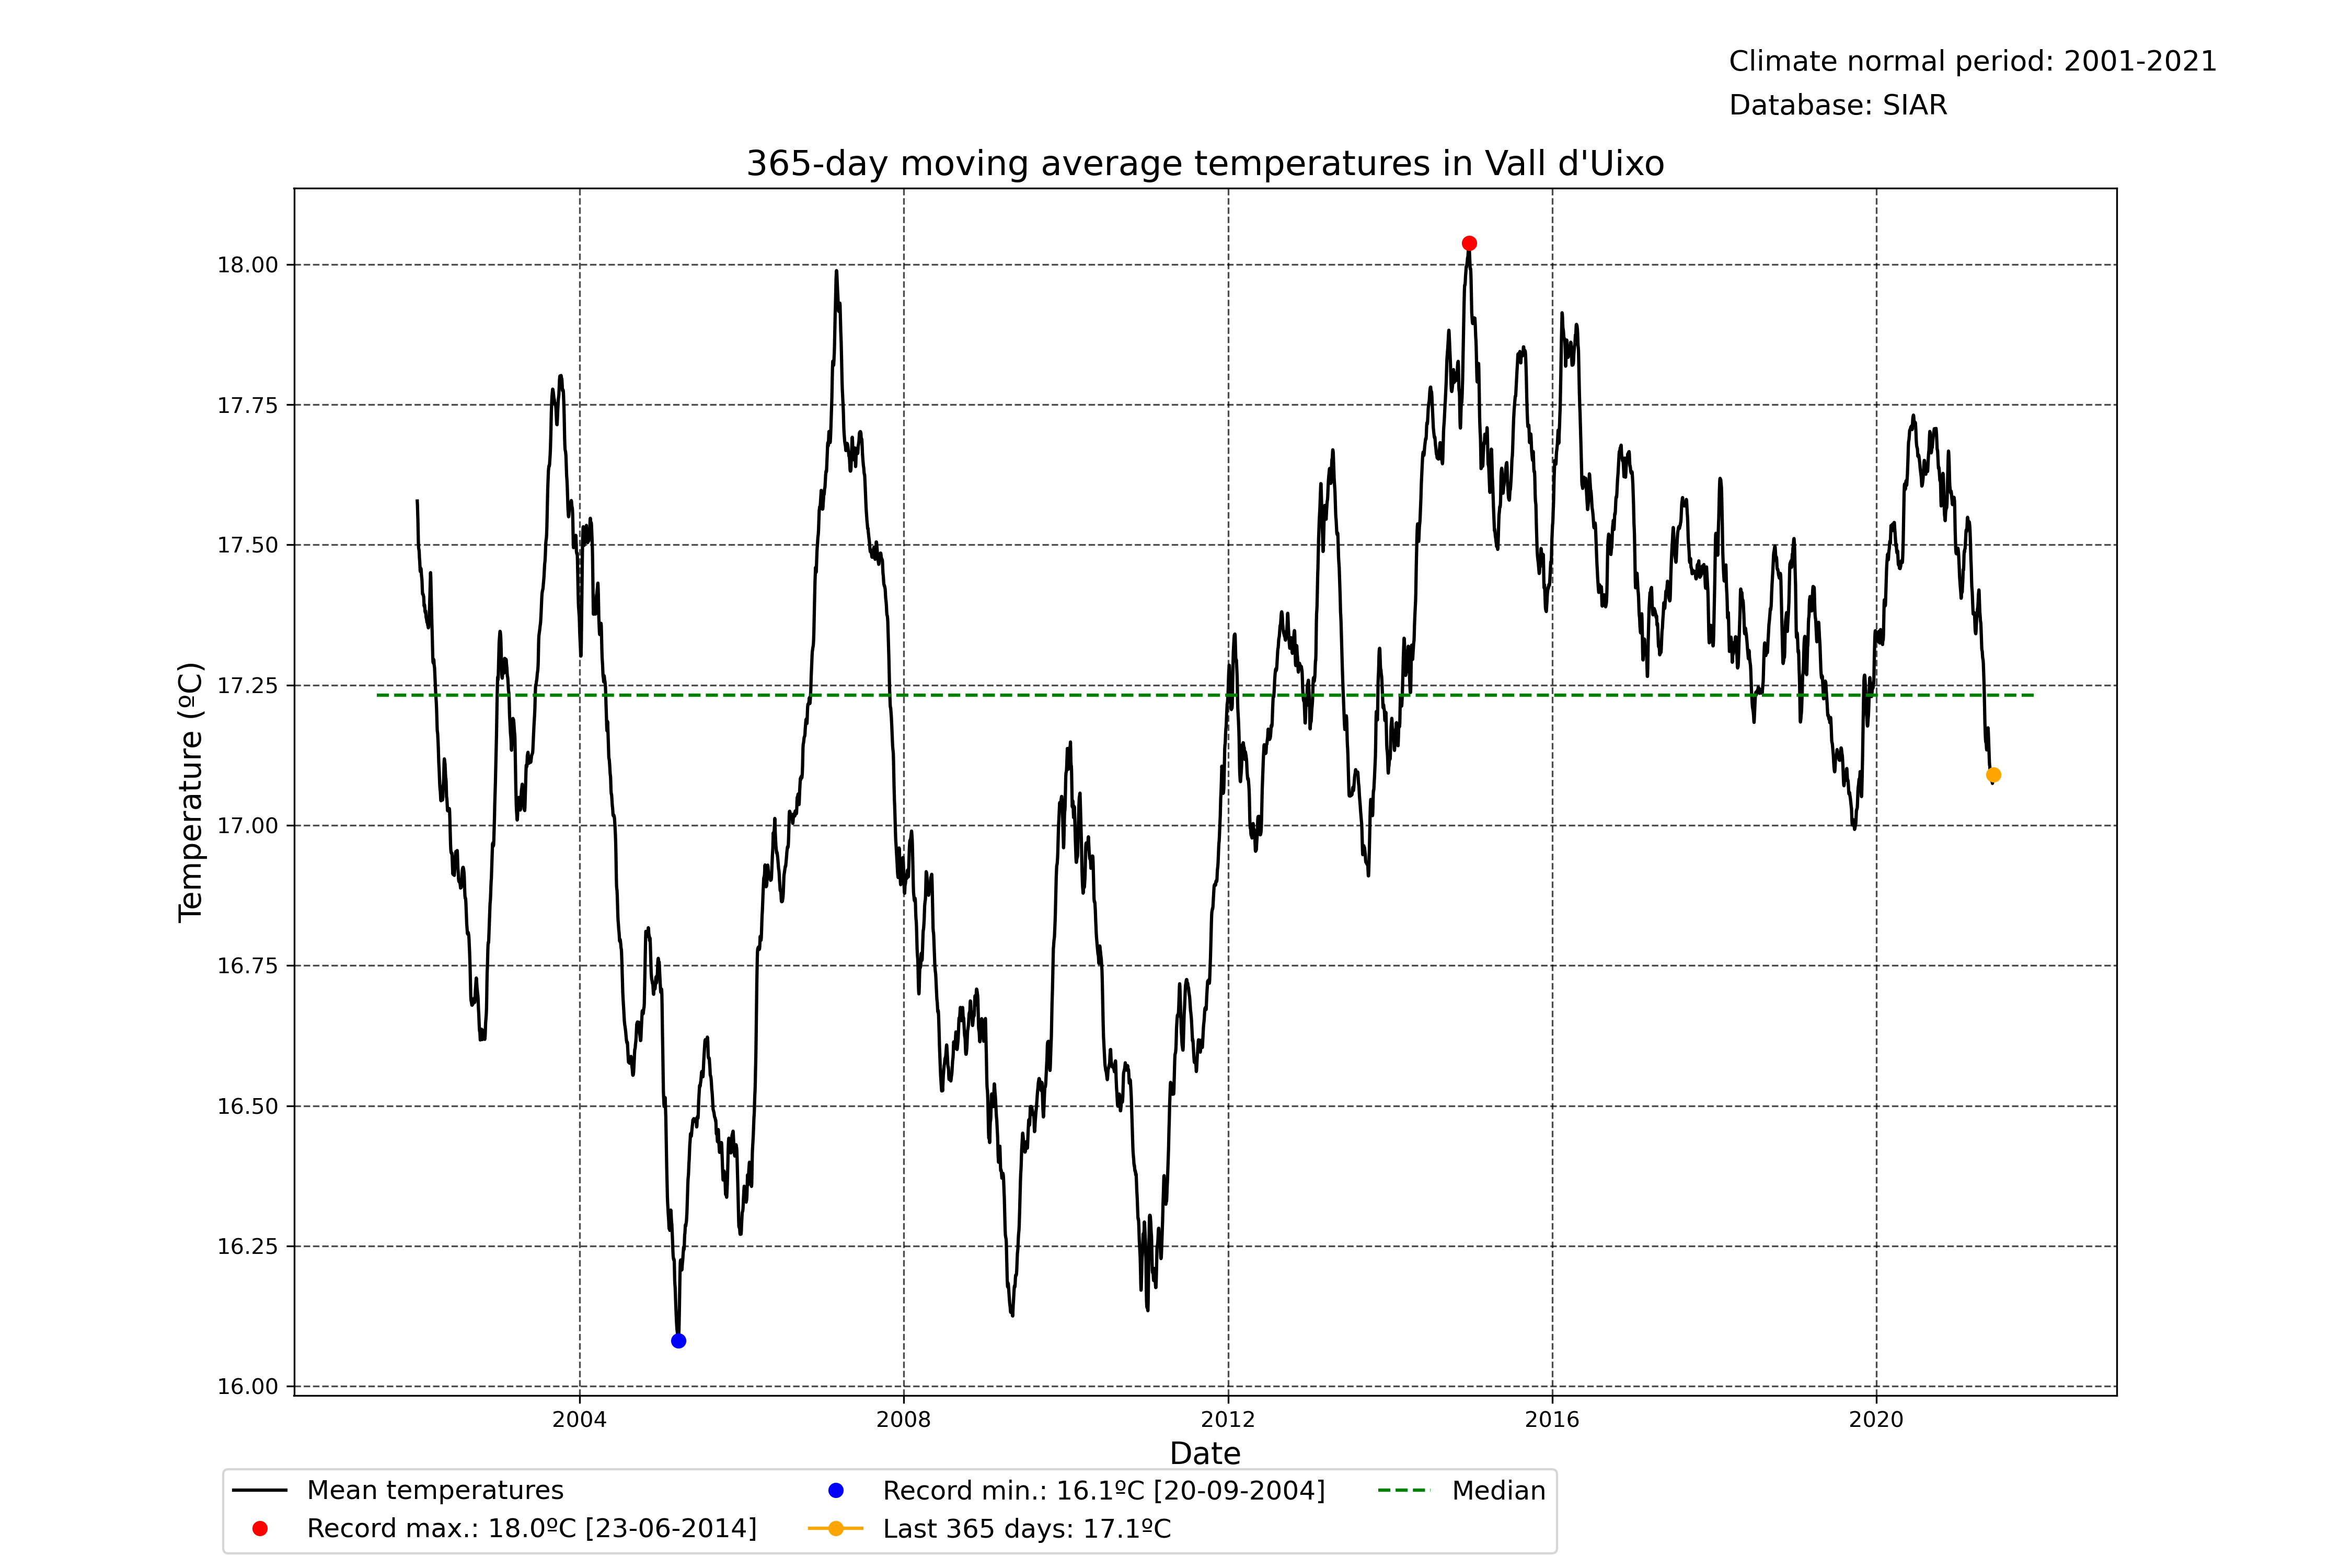 Climate normal period: 2001-2021
Database: SIAR
365-day moving average temperatures in Vall d'Uixo
18.00
17.75
17.50
17.25
17.00
16.75
16.50
16.25
16.00
Temperature (ºC)
2004 2008 2012 2016 2020
Date
Mean temperatures
Record max.: 18.0ºC [23-06-2014]
Record min.: 16.1ºC [20-09-2004]
Last 365 days: 17.1ºC
Median